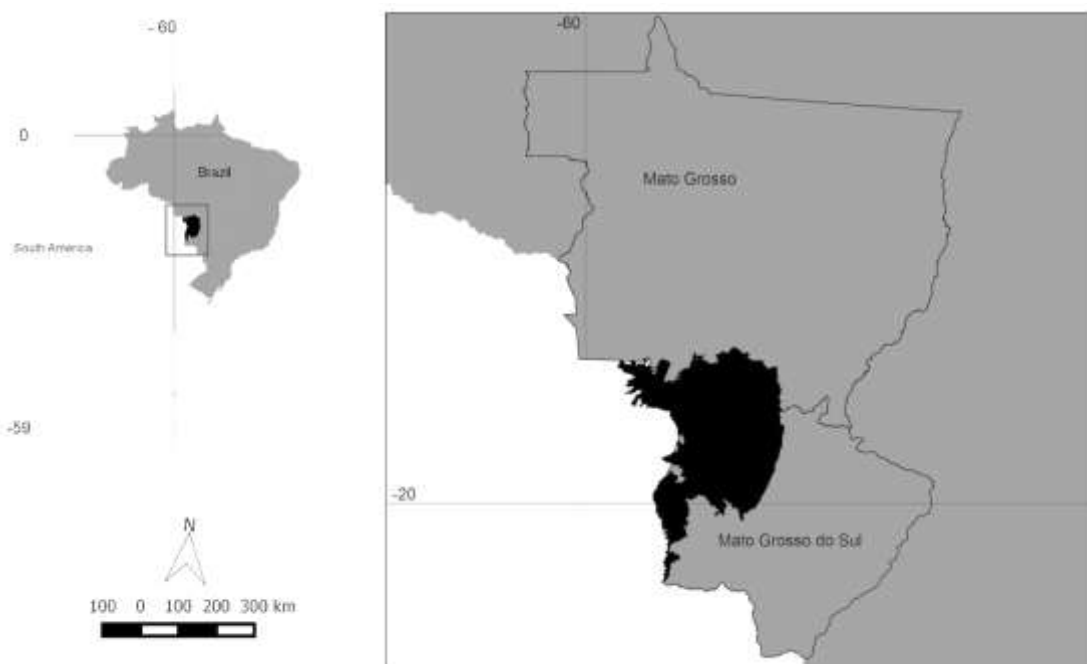 - 60
0
Brazil
South America
-59
N
100 0 100 200 300 km
-60
Mato Grosso
-20
Mato Grosso do Sul